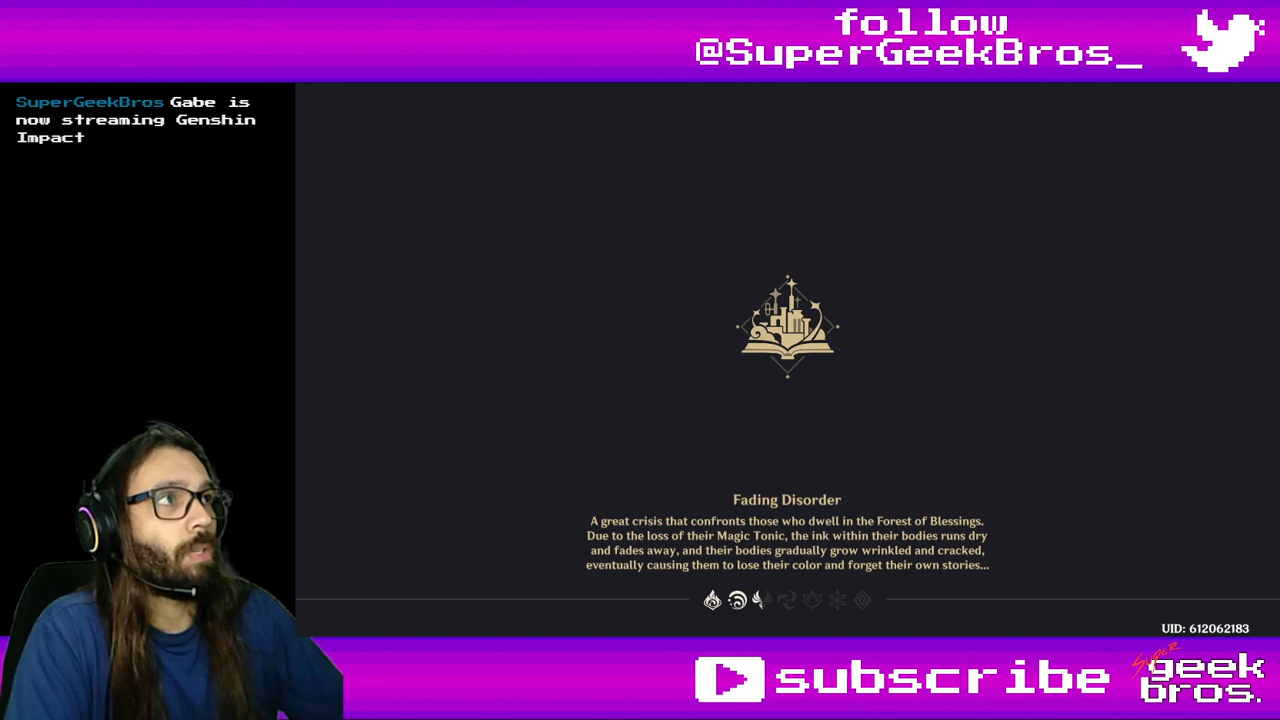 follow
@SuperGeekBros_
SuperGeekBros Gabe is
now streaming Genshin
Impact
Fading Disorder
A great crisis that confronts those who dwell in the Forest of Blessings.
Due to the loss of their Magic Tonic, the ink within their bodies runs dry
and fades away, and their bodies gradually grow wrinkled and cracked,
eventually causing them to lose their color and forget their own stories...
UID: 612062183
subscribe
SUPER
geek
bros.